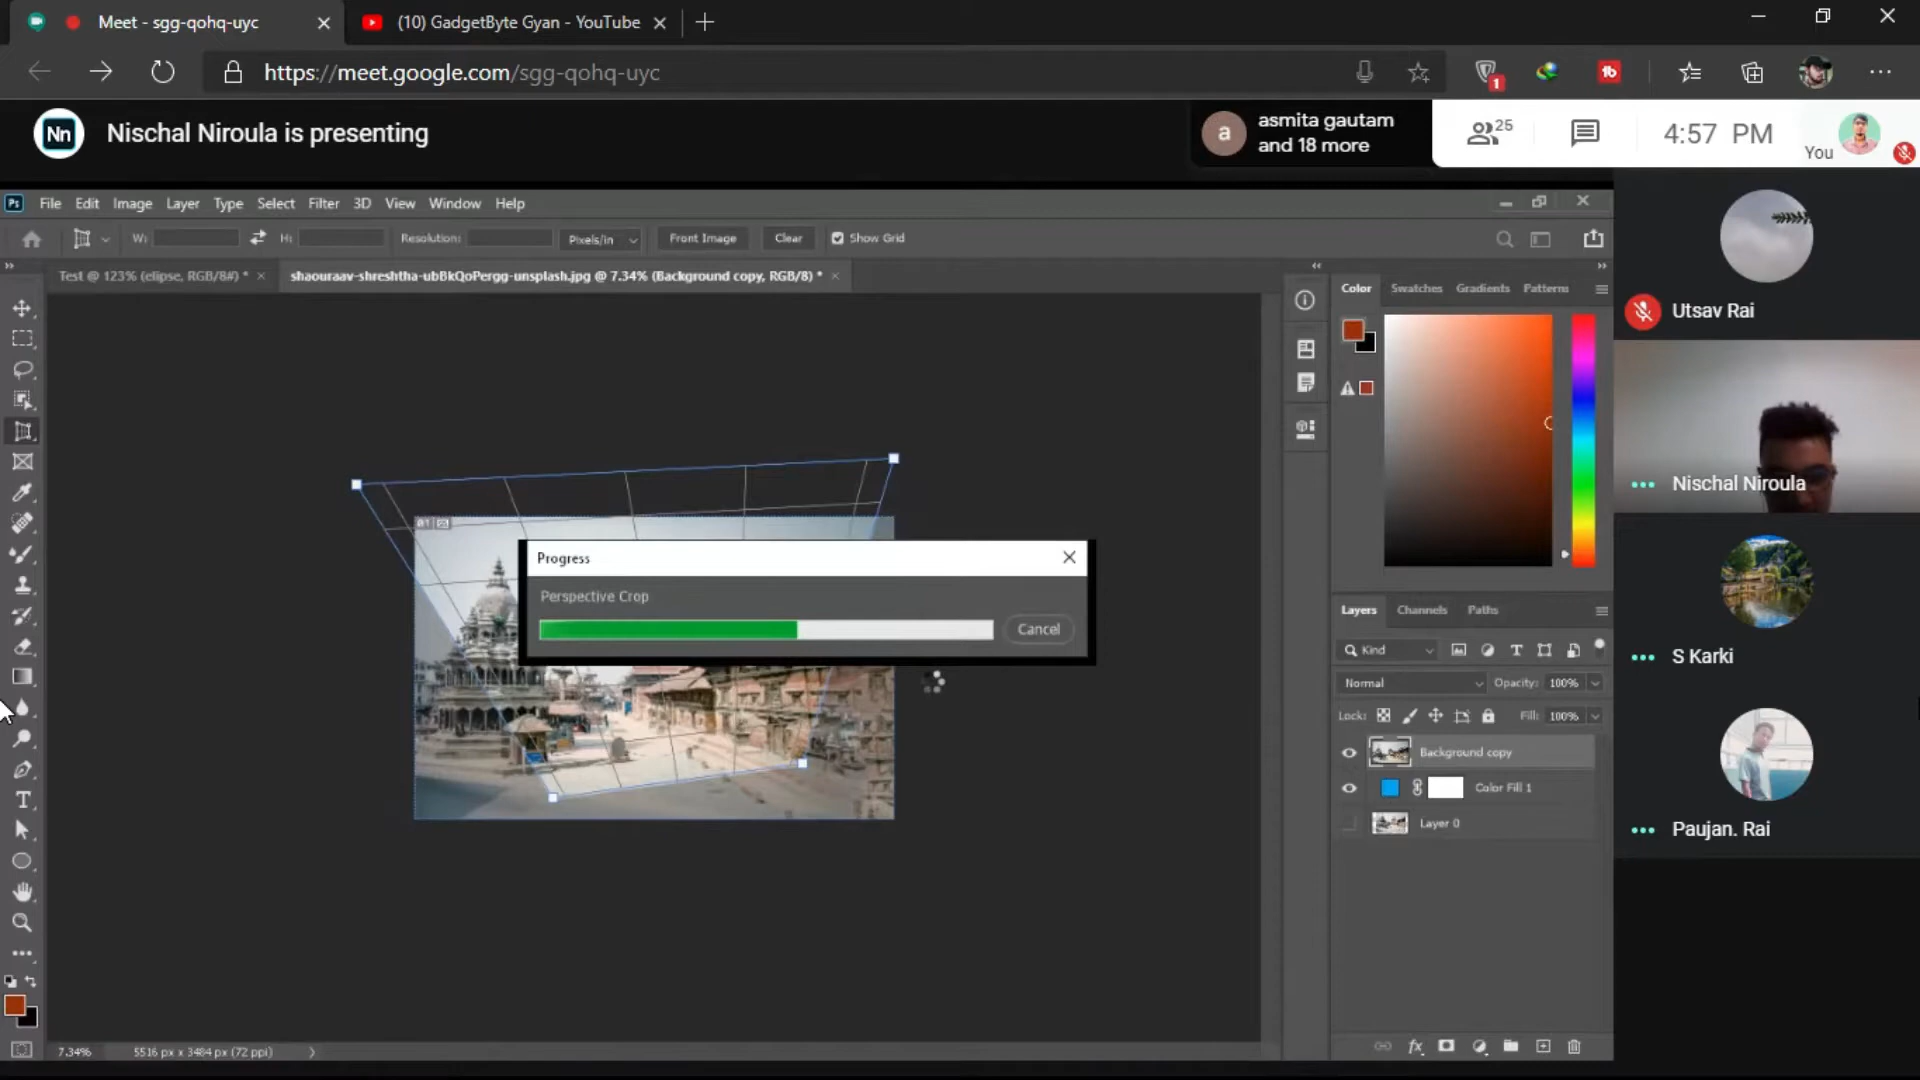 Meet - sgg-qohq-uyc
(10) GadgetByte Gyan - YouTube
https://meet.google.com/sgg-qohq-uyc
1
Nn
Nischal Niroula is presenting
a
asmita gautam
and 18 more
25
4:57 PM
You
Ps
File Edit Image Layer Type Select Filter 3D View Window Help
W:
H:
Resolution:
Pixels/in
Front Image
Clear
Show Grid
Test @ 123% (elipse, RGB/8#) *
shaouraav-shreshtha-ubBkQoPergg-unsplash.jpg @ 7.34% (Background copy, RGB/8) *
Color
Swatches
Gradients
Patterns
01
Progress
Perspective Crop
Cancel
Layers
Channels
Paths
Kind
Normal
Opacity: 100%
Lock:
Fill: 100%
Background copy
Color Fill 1
Layer 0
fx
7.34%
5516 px x 3484 px (72 ppi)
Utsav Rai
Nischal Niroula
S Karki
Paujan. Rai